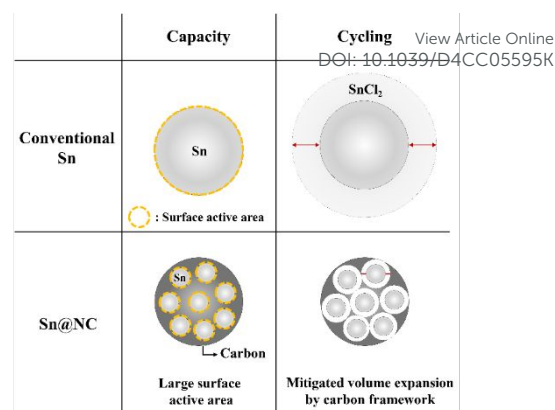 Capacity
Cycling
View Article Online
DOI: 10.1039/D4CC05595K
Conventional
Sn
Sn
SnCl₂
: Surface active area
Sn@NC
Sn
Carbon
Large surface
active area
Mitigated volume expansion
by carbon framework